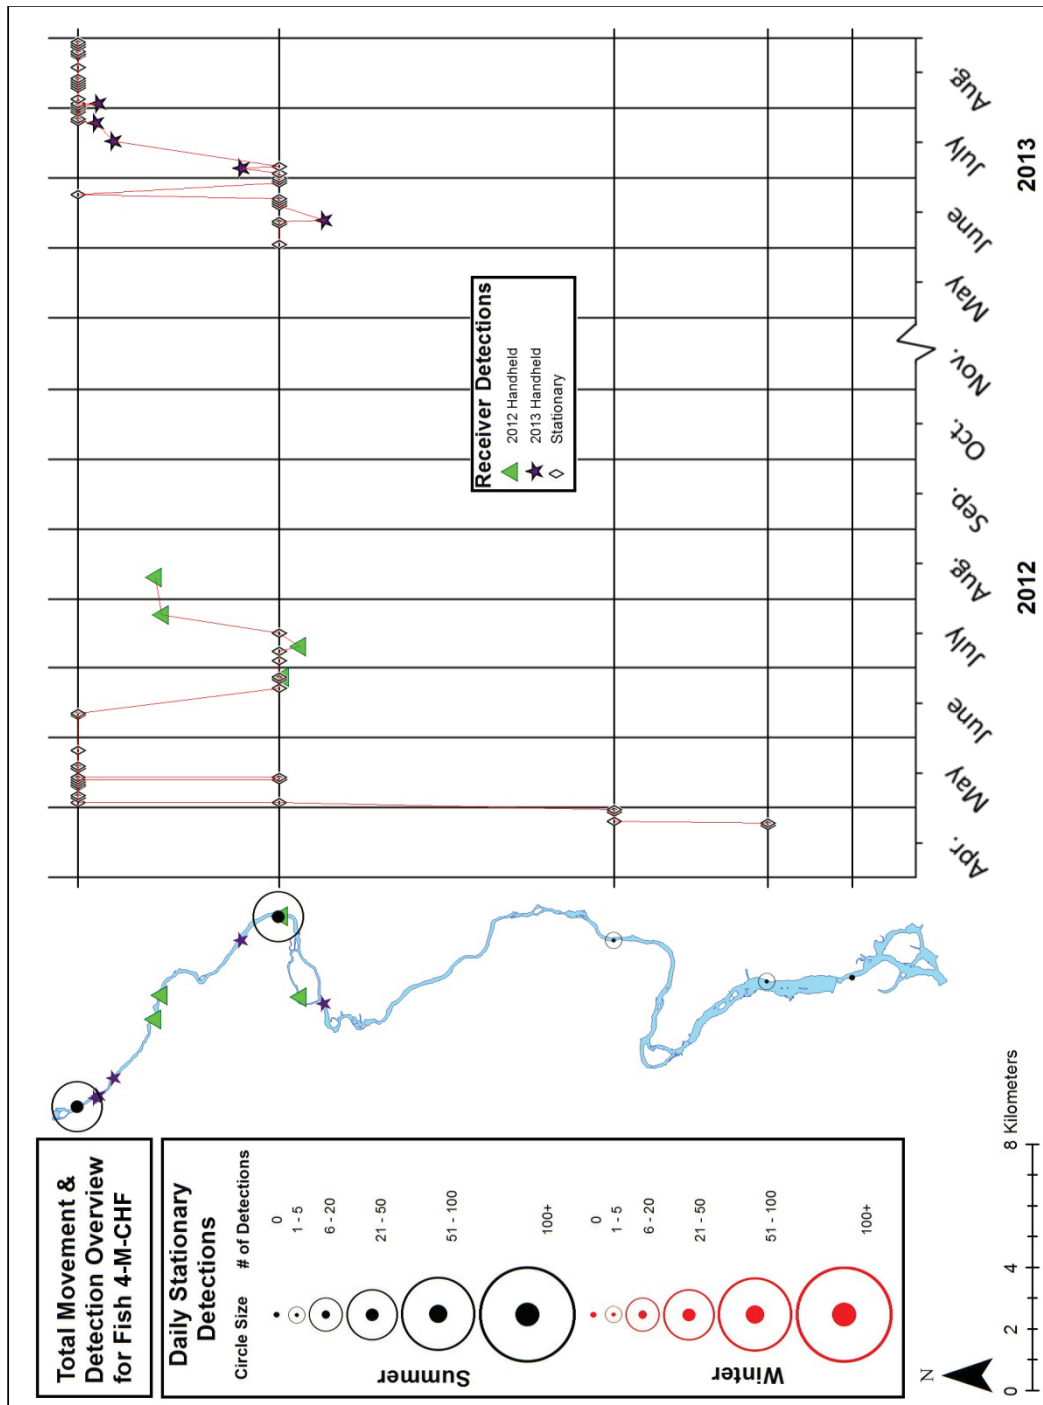 Total Movement &
Detection Overview
for Fish 4-M-CHF
Daily Stationary
Detections
Circle Size # of Detections
Summer
0
1 - 5
6 - 20
21 - 50
51 - 100
100+
Winter
0
1 - 5
6 - 20
21 - 50
51 - 100
100+
N
0 2 4 8 Kilometers
Receiver Detections
2012 Handheld
2013 Handheld
Stationary
Apr.
May
June
July
Aug.
Sep.
Oct.
Nov.
May
June
July
Aug.
2012
2013